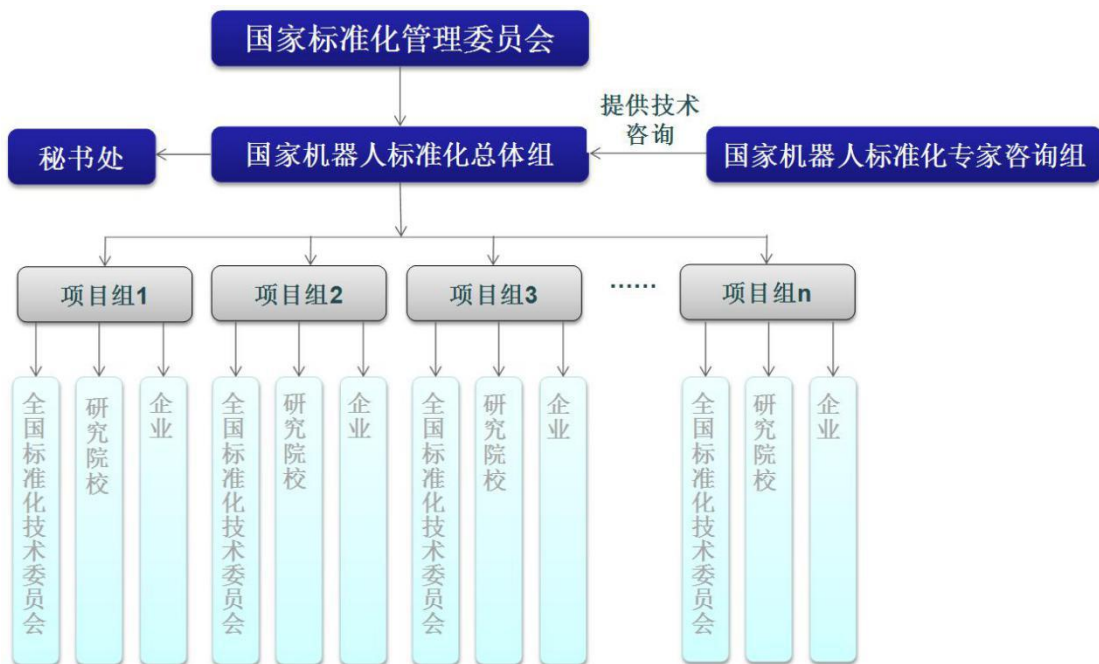 国家标准化管理委员会
提供技术
咨询
秘书处
国家机器人标准化总体组
国家机器人标准化专家咨询组
项目组1
项目组2
项目组3
......
项目组n
全国标准化技术委员会
研究院校
企业
全国标准化技术委员会
研究院校
企业
全国标准化技术委员会
研究院校
企业
全国标准化技术委员会
研究院校
企业